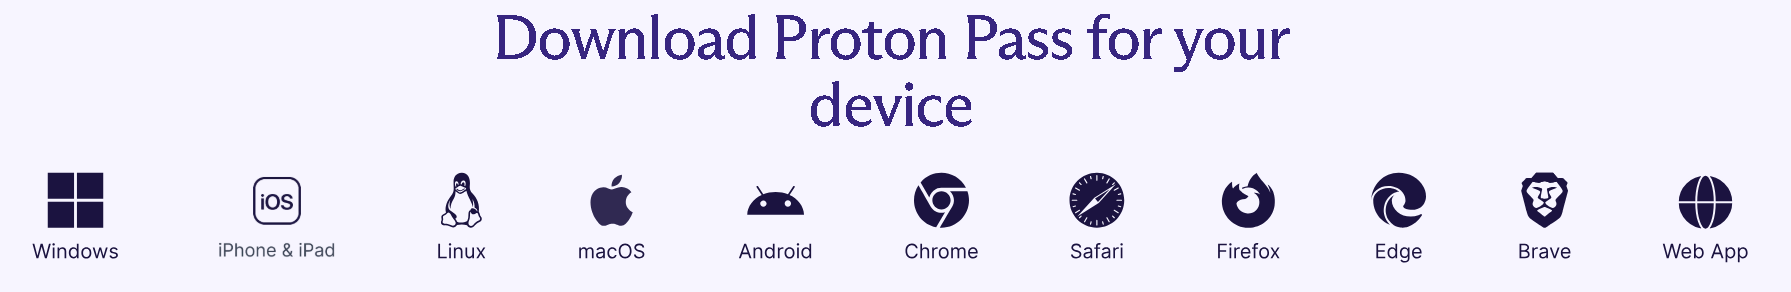 Download Proton Pass for your
device
iOS
Windows
iPhone & iPad
Linux
macOS
Android
Chrome
Safari
Firefox
Edge
Brave
Web App